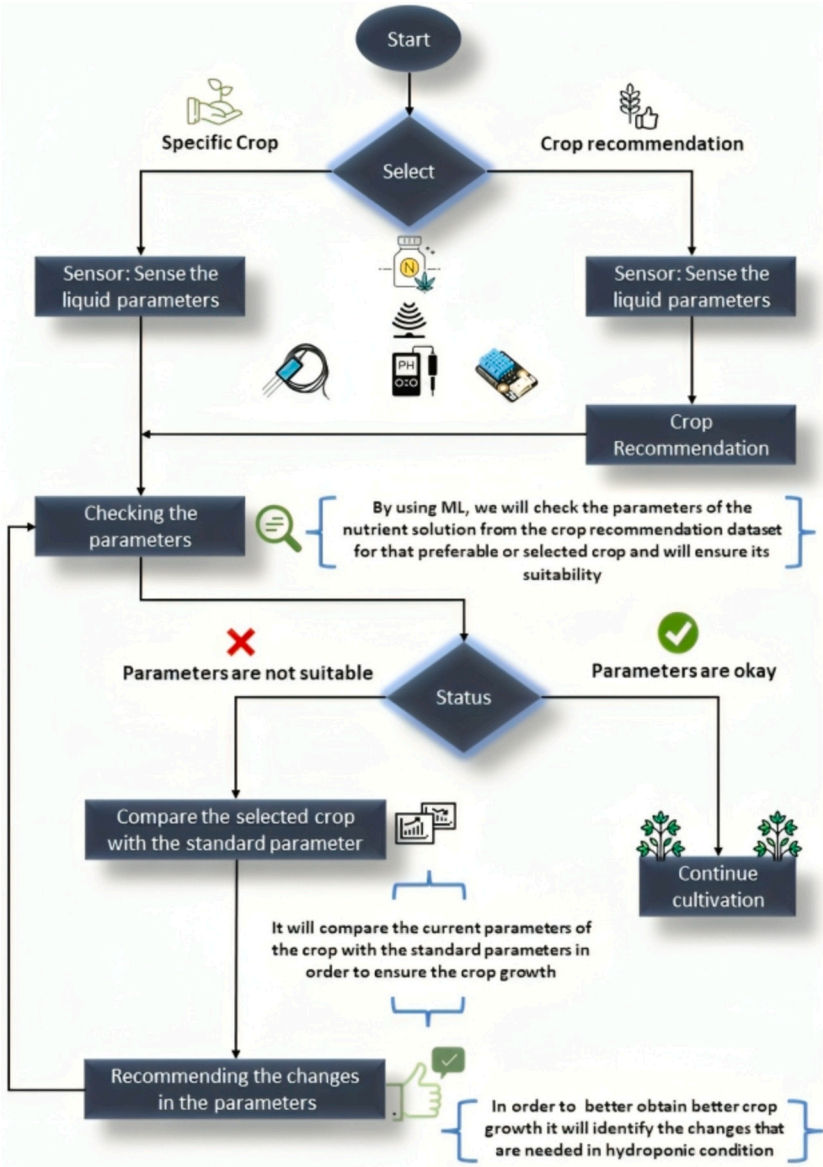 Start
Specific Crop
Crop recommendation
Select
N
Sensor: Sense the
liquid parameters
Sensor: Sense the
liquid parameters
PH
Crop
Recommendation
Checking the
parameters
By using ML, we will check the parameters of the
nutrient solution from the crop recommendation dataset
for that preferable or selected crop and will ensure its
suitability
Parameters are not suitable
Parameters are okay
Status
Compare the selected crop
with the standard parameter
Continue
cultivation
It will compare the current parameters of
the crop with the standard parameters in
order to ensure the crop growth
Recommending the changes
in the parameters
In order to better obtain better crop
growth it will identify the changes that
are needed in hydroponic condition